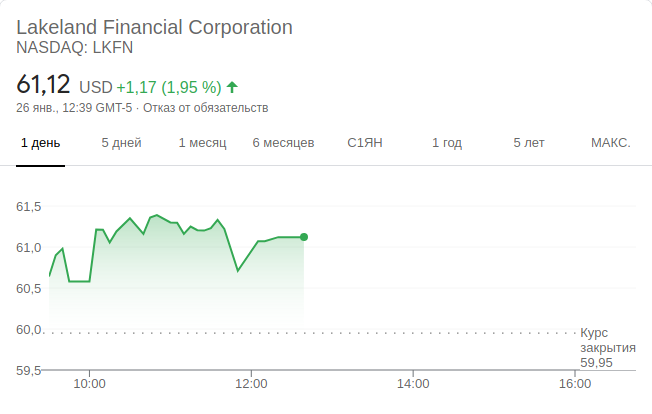 Lakeland Financial Corporation
NASDAQ: LKFN
61,12 USD +1,17 (1,95 %)
26 янв., 12:39 GMT-5 · Отказ от обязательств
1 день 5 дней 1 месяц 6 месяцев С1ЯН 1 год 5 лет МАКС.
61,5
61,0
60,5
60,0
59,5
Курс
закрытия
59,95
10:00 12:00 14:00 16:00